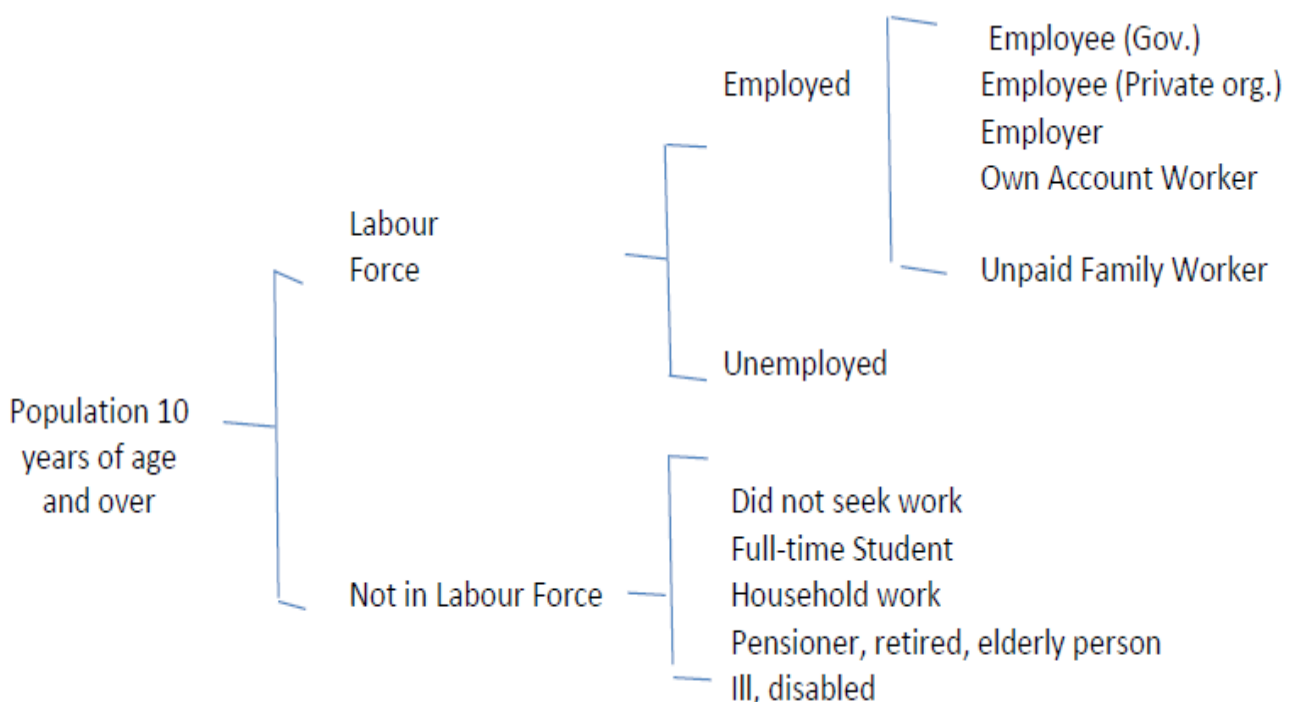 Employee (Gov.)
Employed
Employee (Private org.)
Employer
Own Account Worker
Labour
Force
Unpaid Family Worker
Unemployed
Population 10
years of age
and over
Did not seek work
Full-time Student
Not in Labour Force
Household work
Pensioner, retired, elderly person
Ill, disabled